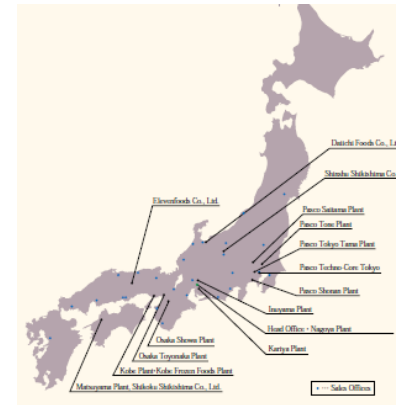 Daiichi Foods Co., Lt
Shinshu Shikishima Co
Elevenfoods Co., Ltd.
Pasco Saitama Plant
Pasco Tone Plant
Pasco Tokyo Tama Plant
Pasco Techno-Core Tokyo
Pasco Shonan Plant
Inuyama Plant
Head Office・Nagoya Plant
Kariya Plant
Osaka Showa Plant
Osaka Toyonaka Plant
Kobe Plant・Kobe Frozen Foods Plant
Matsuyama Plant, Shikoku Shikishima Co., Ltd.
・… Sales Offices